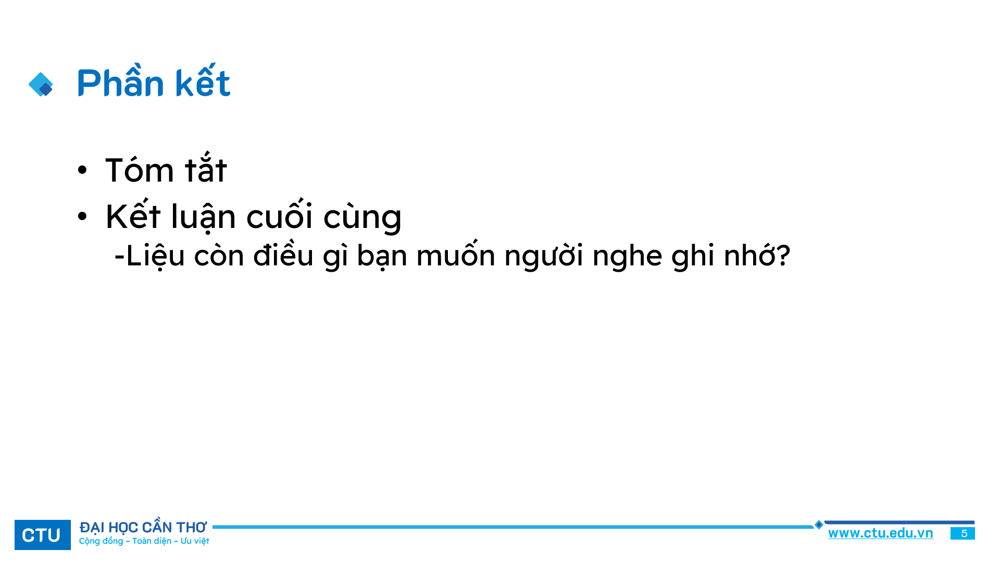 Phần kết
• Tóm tắt
• Kết luận cuối cùng
-Liệu còn điều gì bạn muốn người nghe ghi nhớ?
CTU
ĐẠI HỌC CẦN THƠ
Cộng đồng – Toàn diện – Ưu việt
www.ctu.edu.vn
5